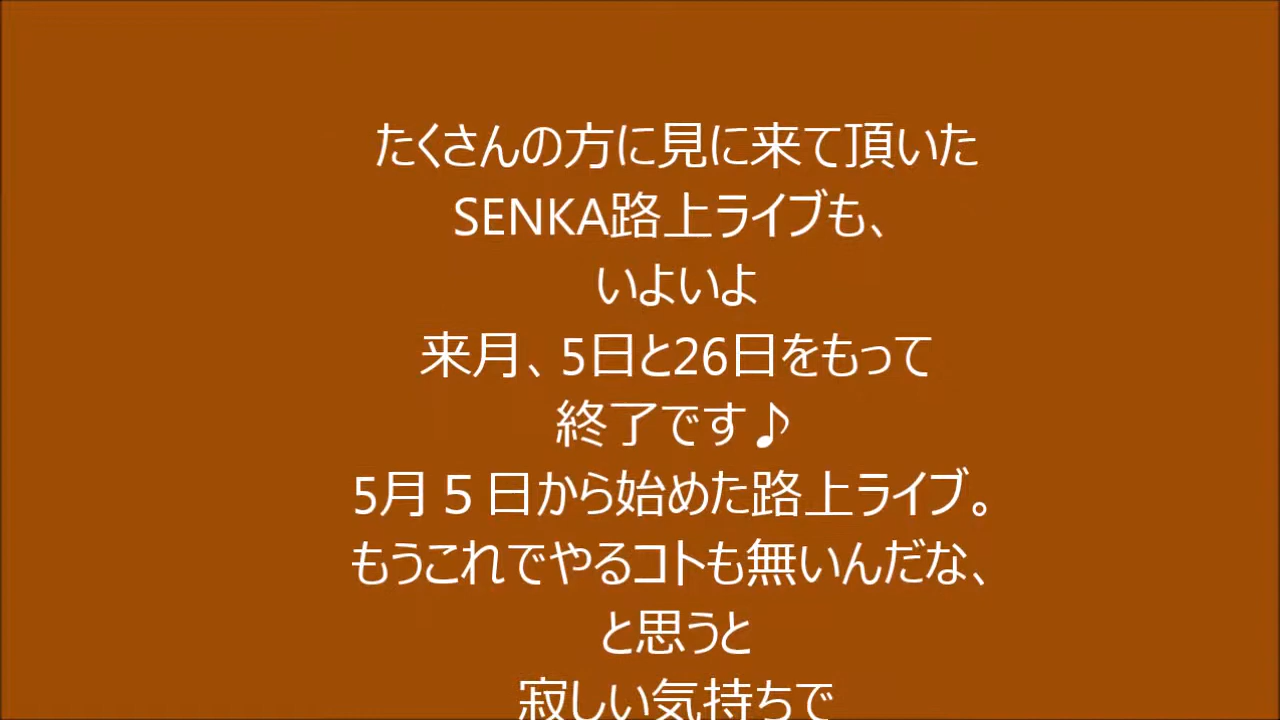 たくさんの方に見に来て頂いた
SENKA路上ライブも、
いよいよ
来月、5日と26日をもって
終了です♪
5月５日から始めた路上ライブ。
もうこれでやるコトも無いんだな、
と思うと
寂しい気持ちで